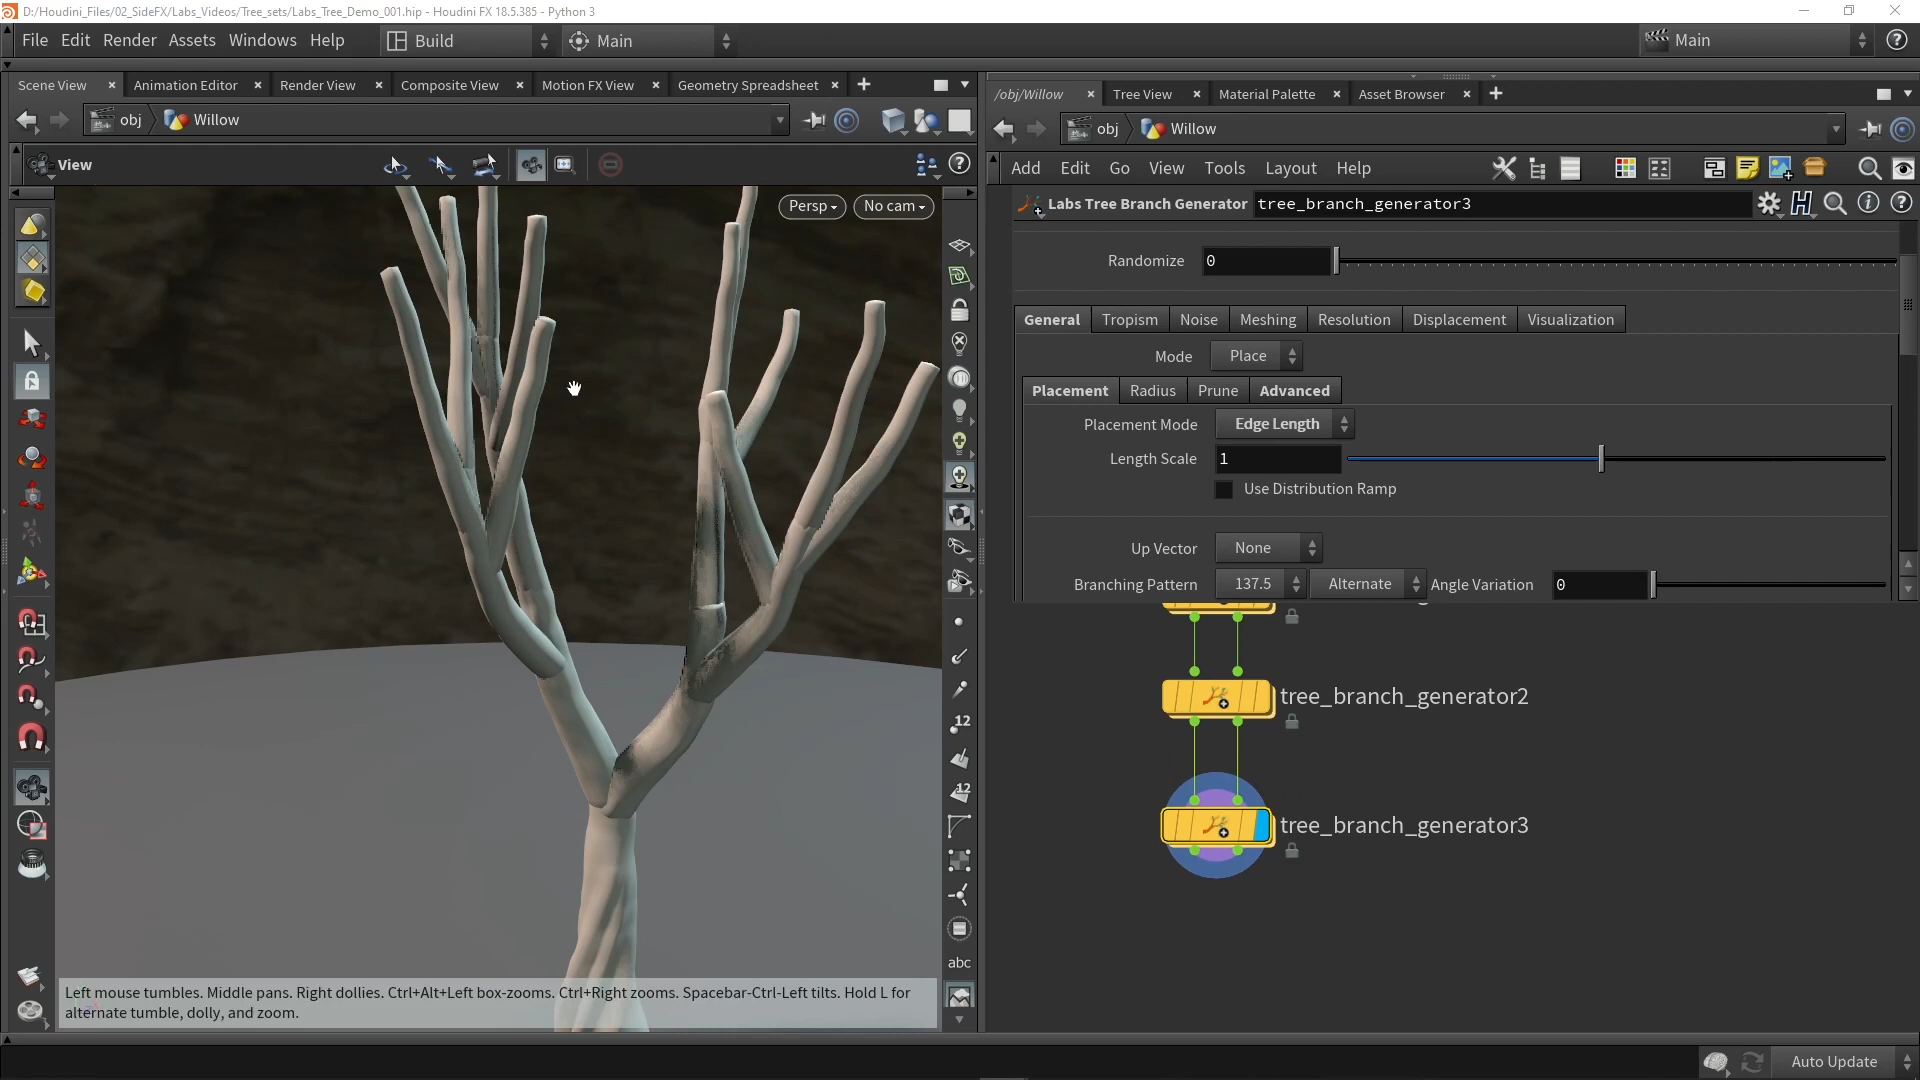 D:/Houdini_Files/02_SideFX/Labs_Videos/Tree_sets/Labs_Tree_Demo_001.hip - Houdini FX 18.5.385 - Python 3
File Edit Render Assets Windows Help
Build
Main
Main
Scene View
Animation Editor
Render View
Composite View
Motion FX View
Geometry Spreadsheet
obj
Willow
View
Persp
No cam
12
12
abc
Left mouse tumbles. Middle pans. Right dollies. Ctrl+Alt+Left box-zooms. Ctrl+Right zooms. Spacebar-Ctrl-Left tilts. Hold L for
alternate tumble, dolly, and zoom.
/obj/Willow
Tree View
Material Palette
Asset Browser
obj
Willow
Add Edit Go View Tools Layout Help
Labs Tree Branch Generator tree_branch_generator3
Randomize 0
General Tropism Noise Meshing Resolution Displacement Visualization
Mode Place
Placement Radius Prune Advanced
Placement Mode Edge Length
Length Scale 1
Use Distribution Ramp
Up Vector None
Branching Pattern 137.5 Alternate Angle Variation 0
tree_branch_generator2
tree_branch_generator3
Auto Update